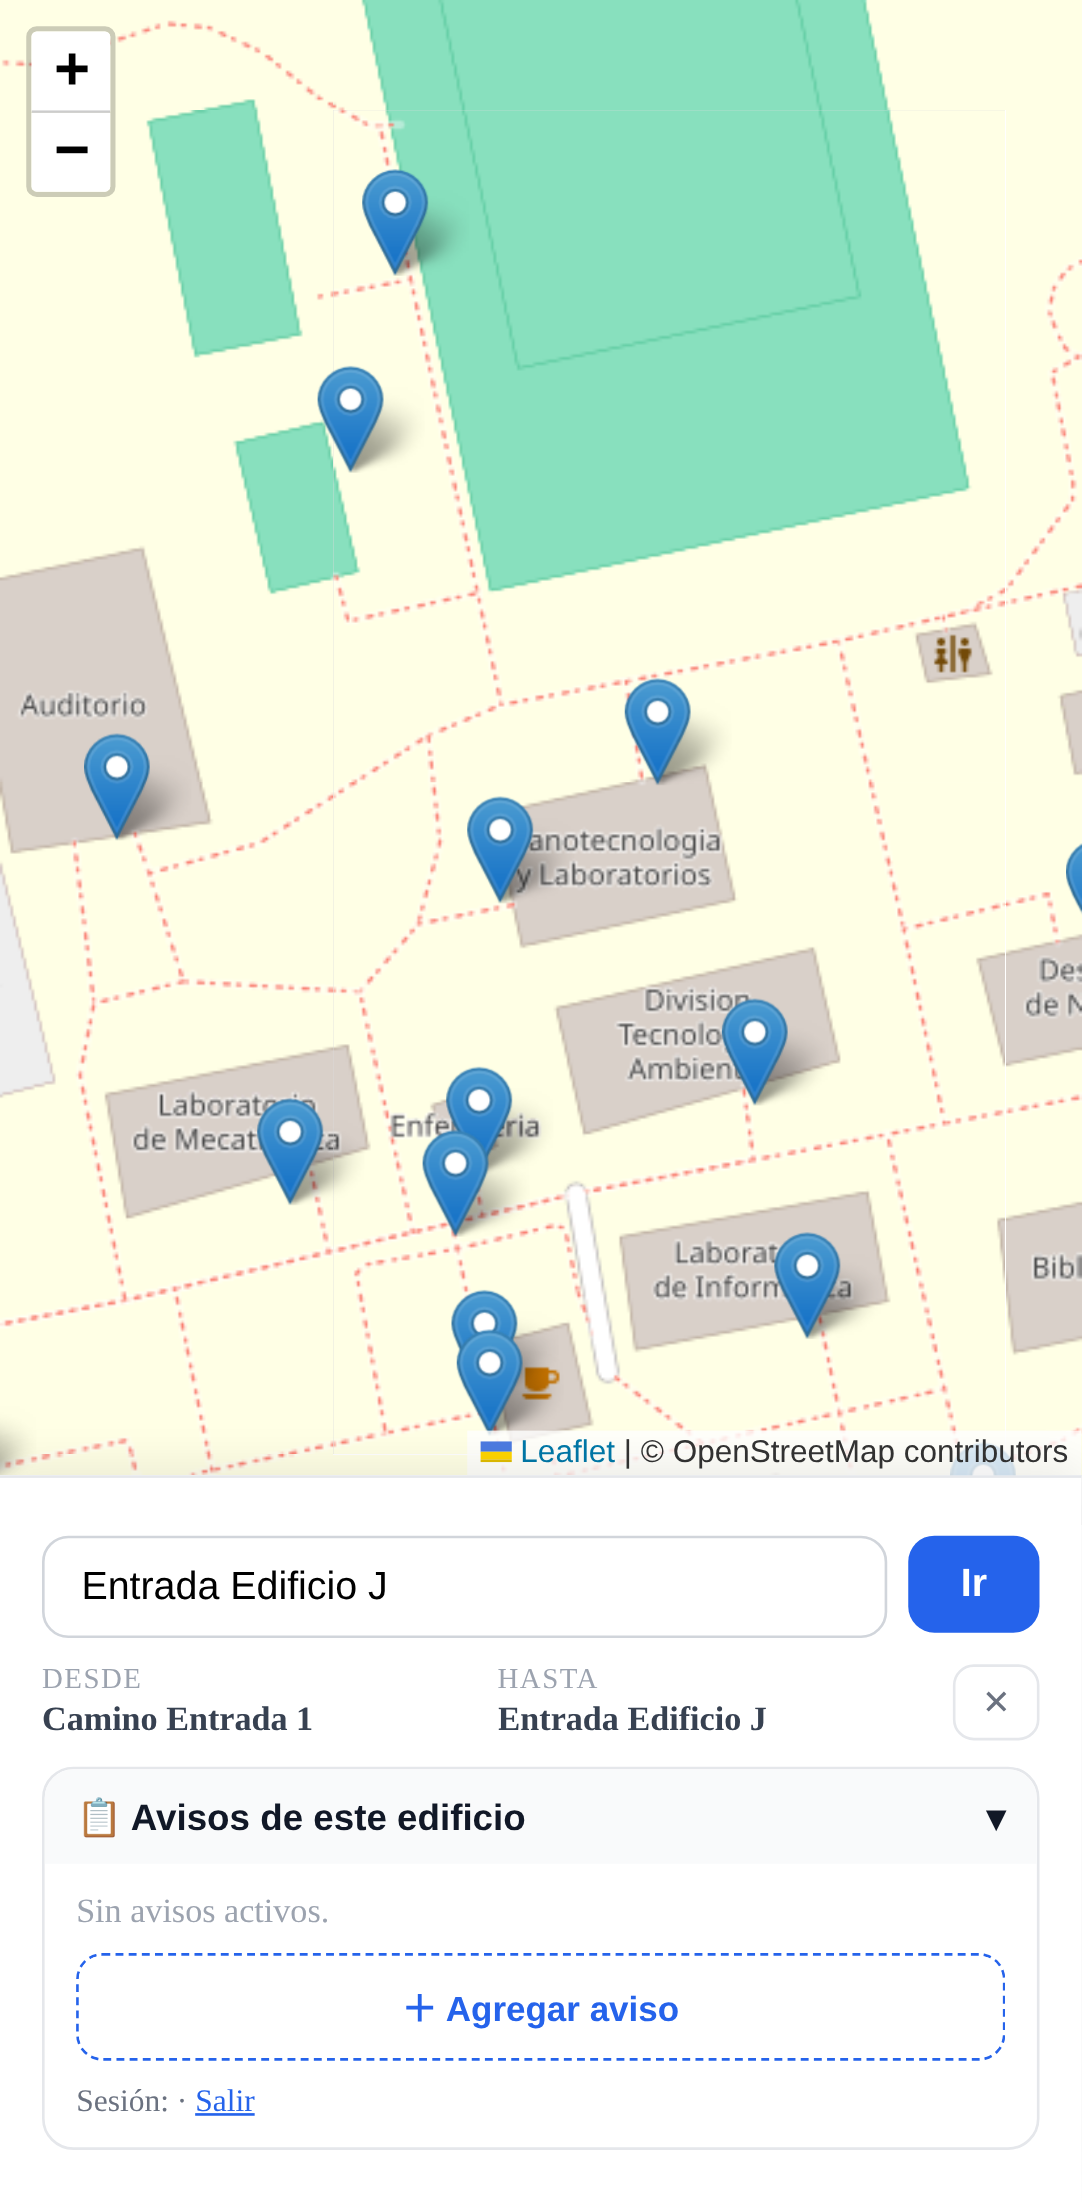 +
−
Auditorio
anotecnologia
y Laboratorios
Division
Tecnolo
Ambien
Des
de N
Laborato
de Mecat
ca
Enfe
ria
Laborat
de Inform
a
Bibl
Leaflet | © OpenStreetMap contributors
Entrada Edificio J
Ir
DESDE
HASTA
Camino Entrada 1
Entrada Edificio J
✕
📋 Avisos de este edificio ▼
Sin avisos activos.
+ Agregar aviso
Sesión: · Salir